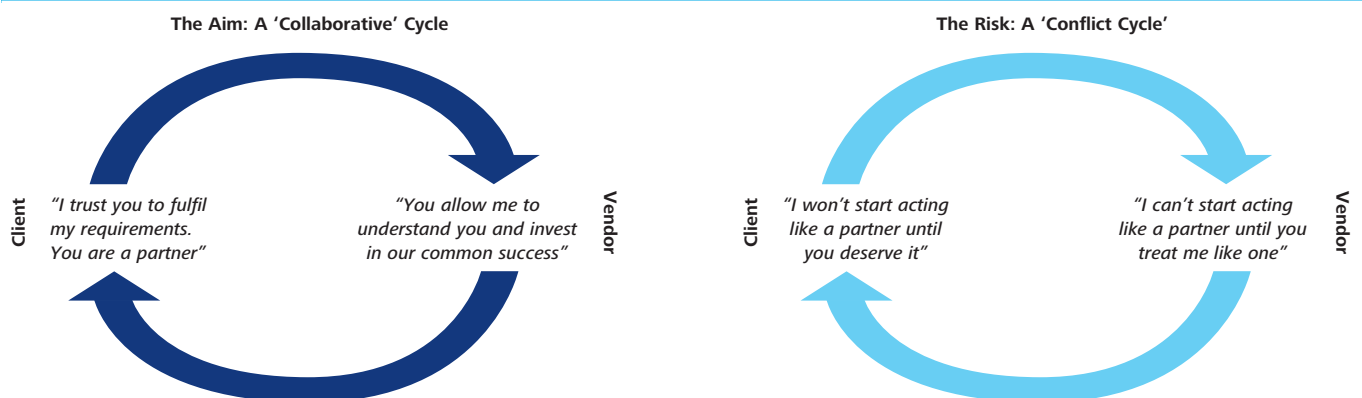 The Aim: A ‘Collaborative’ Cycle
Client
“I trust you to fulfil
my requirements.
You are a partner”
“You allow me to
understand you and invest
in our common success”
Vendor
The Risk: A ‘Conflict Cycle’
Client
“I won’t start acting
like a partner until
you deserve it”
“I can’t start acting
like a partner until you
treat me like one”
Vendor